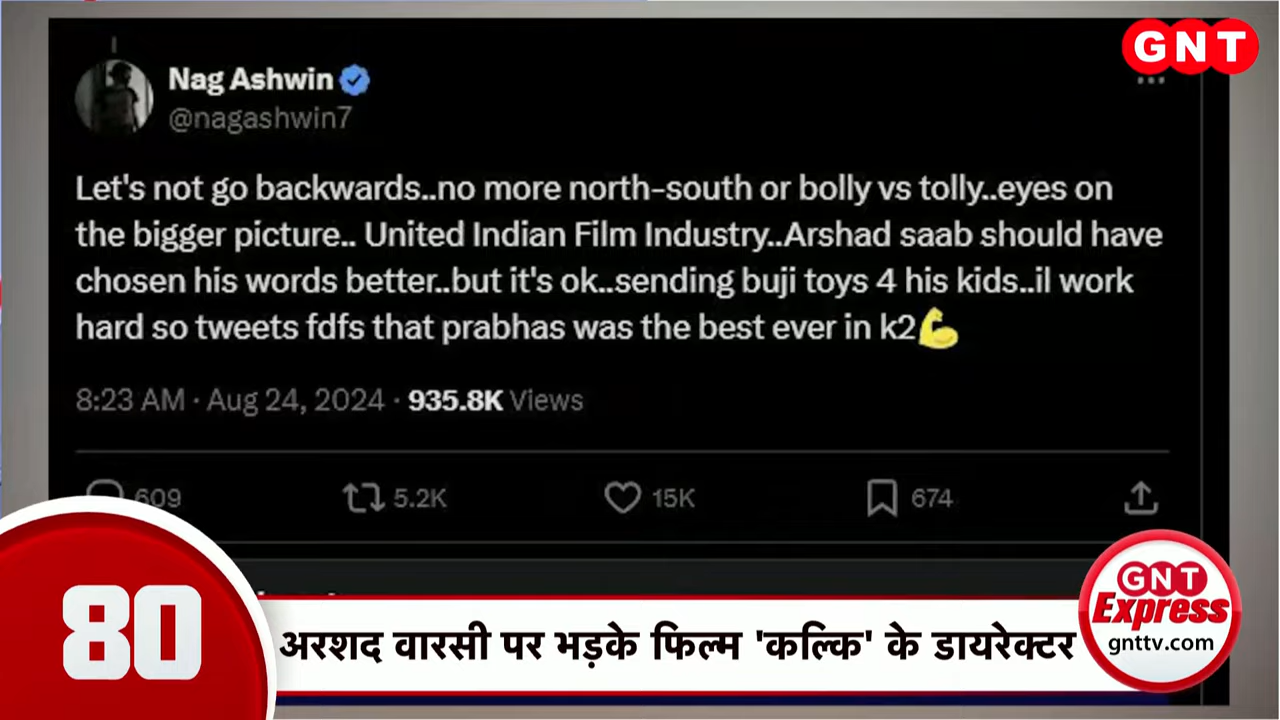 GNT
Nag Ashwin
@nagashwin7
Let's not go backwards..no more north-south or bolly vs tolly..eyes on
the bigger picture.. United Indian Film Industry..Arshad saab should have
chosen his words better..but it's ok..sending buji toys 4 his kids..il work
hard so tweets fdfs that prabhas was the best ever in k2💪
8:23 AM · Aug 24, 2024 · 935.8K Views
609 5.2K 15K 674
80
अरशद वारसी पर भड़के फिल्म 'कल्कि' के डायरेक्टर
GNT
Express
gnttv.com